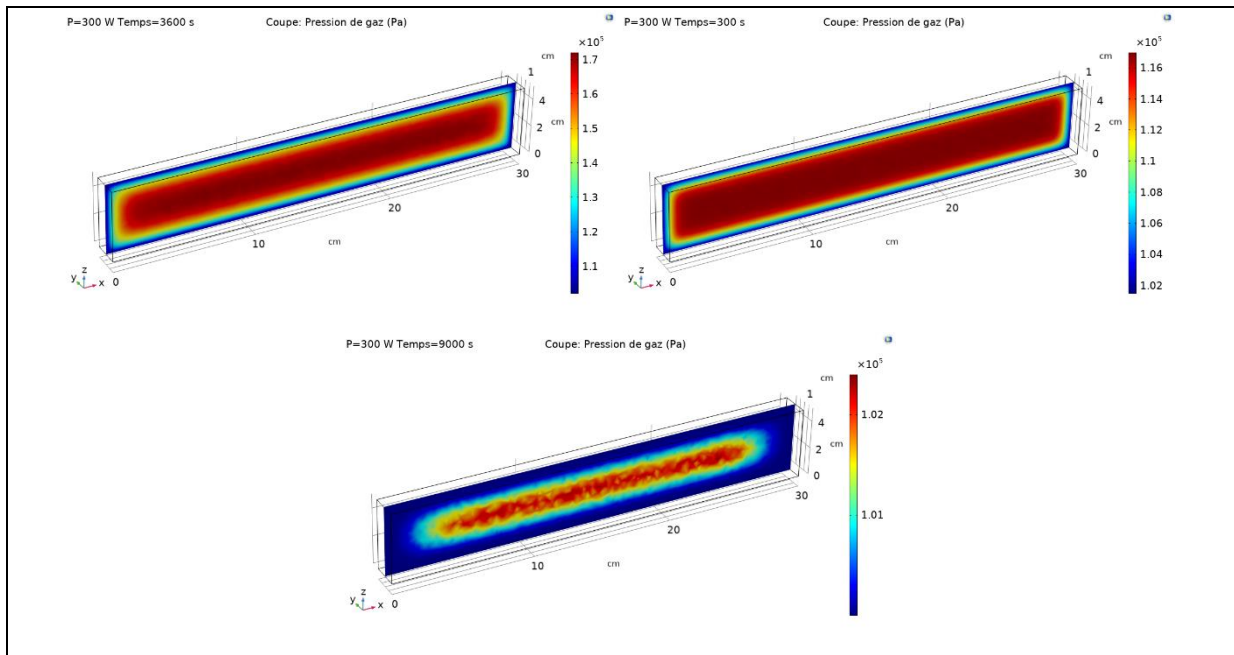 P=300 W Temps=3600 s Coupe: Pression de gaz (Pa)
×10⁵
1.7
1.6
1.5
1.4
1.3
1.2
1.1
cm
1
4
cm
2
0
30
20
10
cm
0
y z x
P=300 W Temps=300 s Coupe: Pression de gaz (Pa)
×10⁵
1.16
1.14
1.12
1.10
1.08
1.06
1.04
1.02
cm
1
4
cm
2
0
30
20
10
cm
0
y z x
P=300 W Temps=9000 s Coupe: Pression de gaz (Pa)
×10⁵
1.02
1.01
cm
1
4
cm
2
0
30
20
10
cm
0
y z x